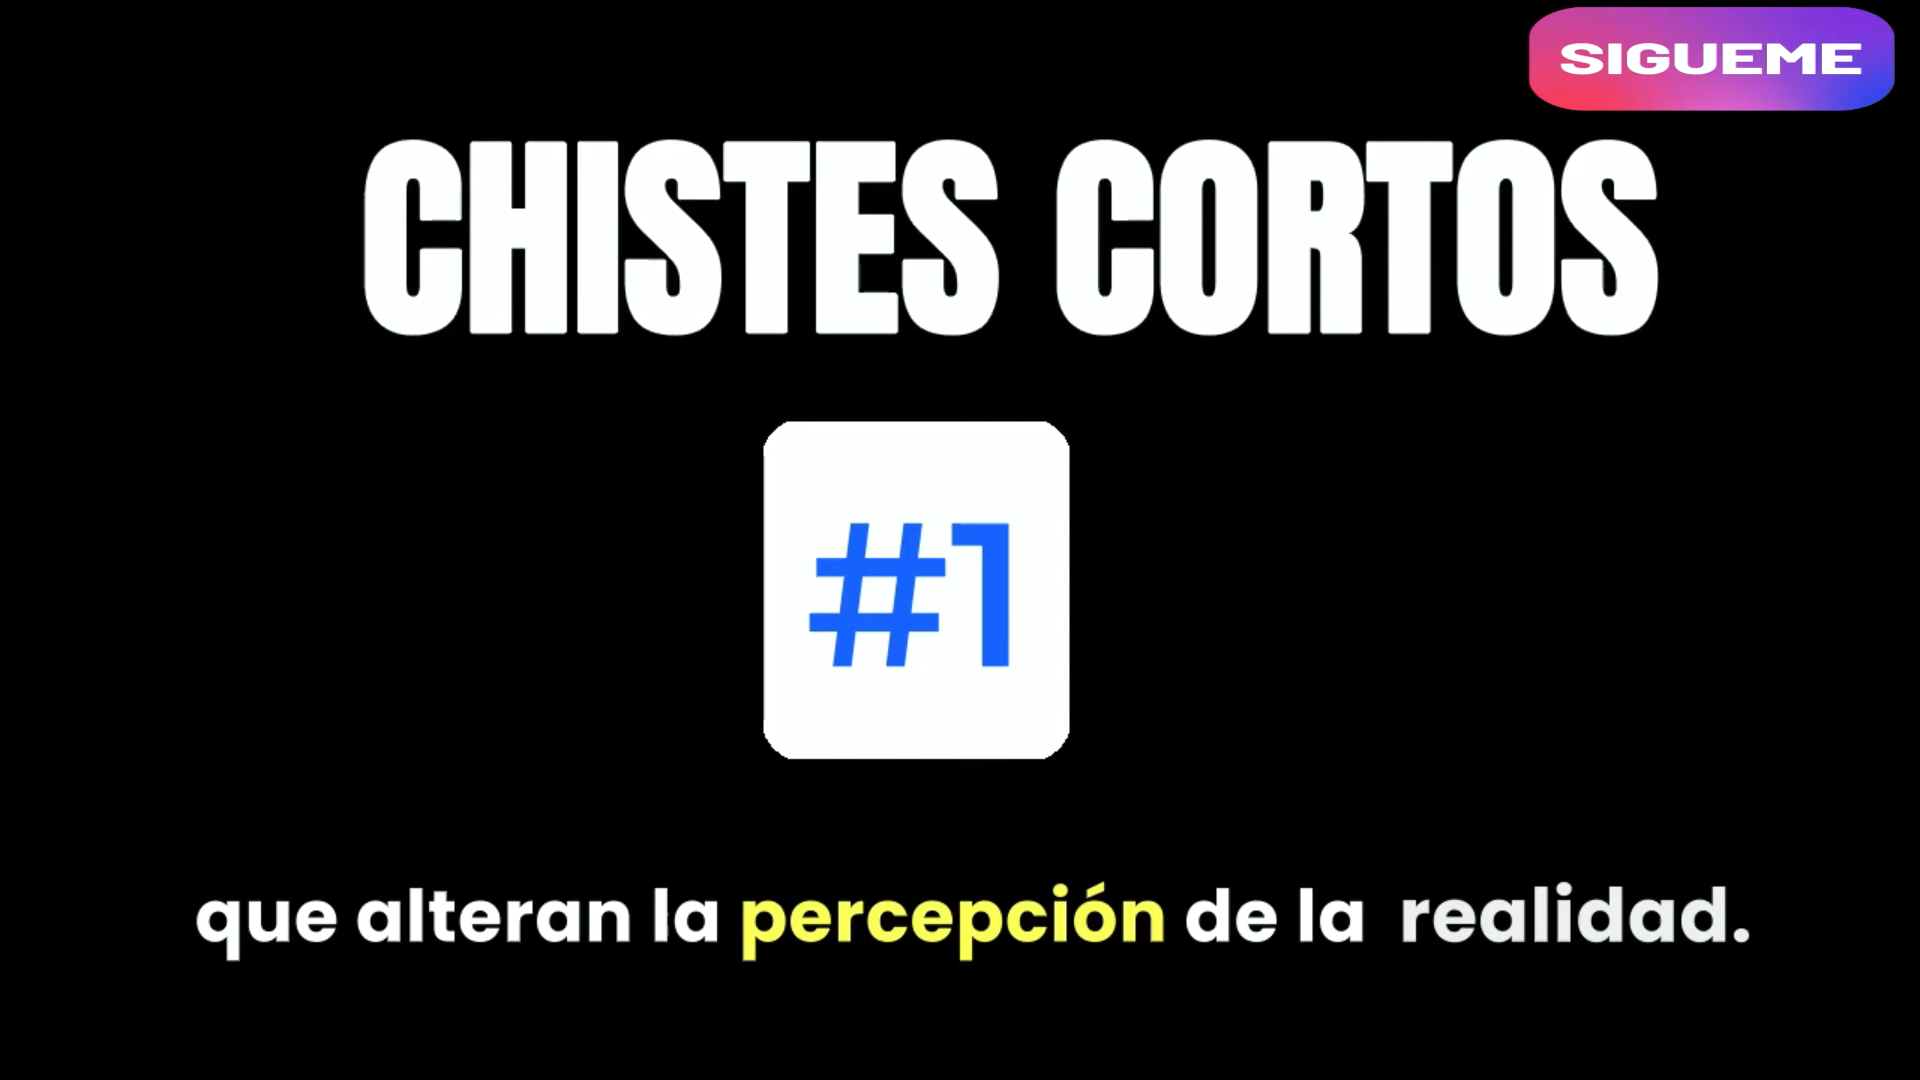 SIGUEME
CHISTES CORTOS
#1
que alteran la percepción de la realidad.